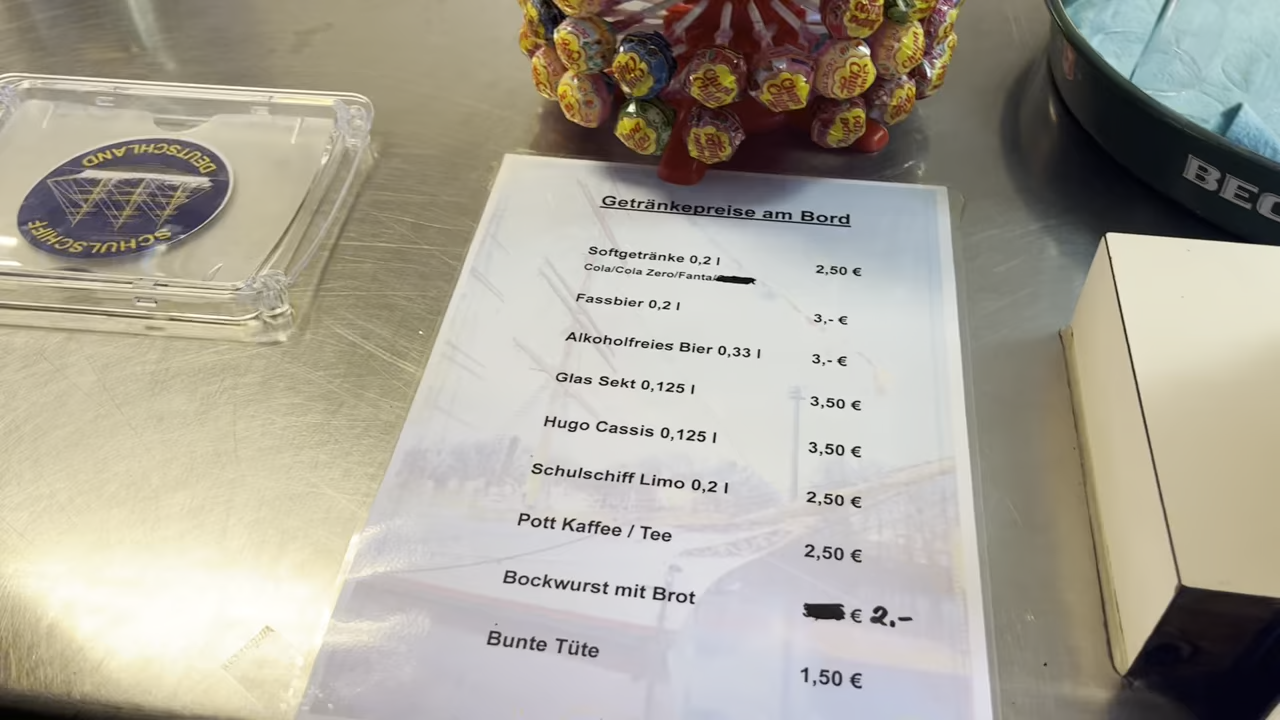 SCHULSCHIFF
DEUTSCHLAND
Chupa Chups
BEC
Getränkepreise am Bord
Softgetränke 0,2 l 2,50 €
Cola/Cola Zero/Fanta/
Fassbier 0,2 l 3,- €
Alkoholfreies Bier 0,33 l 3,- €
Glas Sekt 0,125 l 3,50 €
Hugo Cassis 0,125 l 3,50 €
Schulschiff Limo 0,2 l 2,50 €
Pott Kaffee / Tee 2,50 €
Bockwurst mit Brot € 2.-
Bunte Tüte 1,50 €